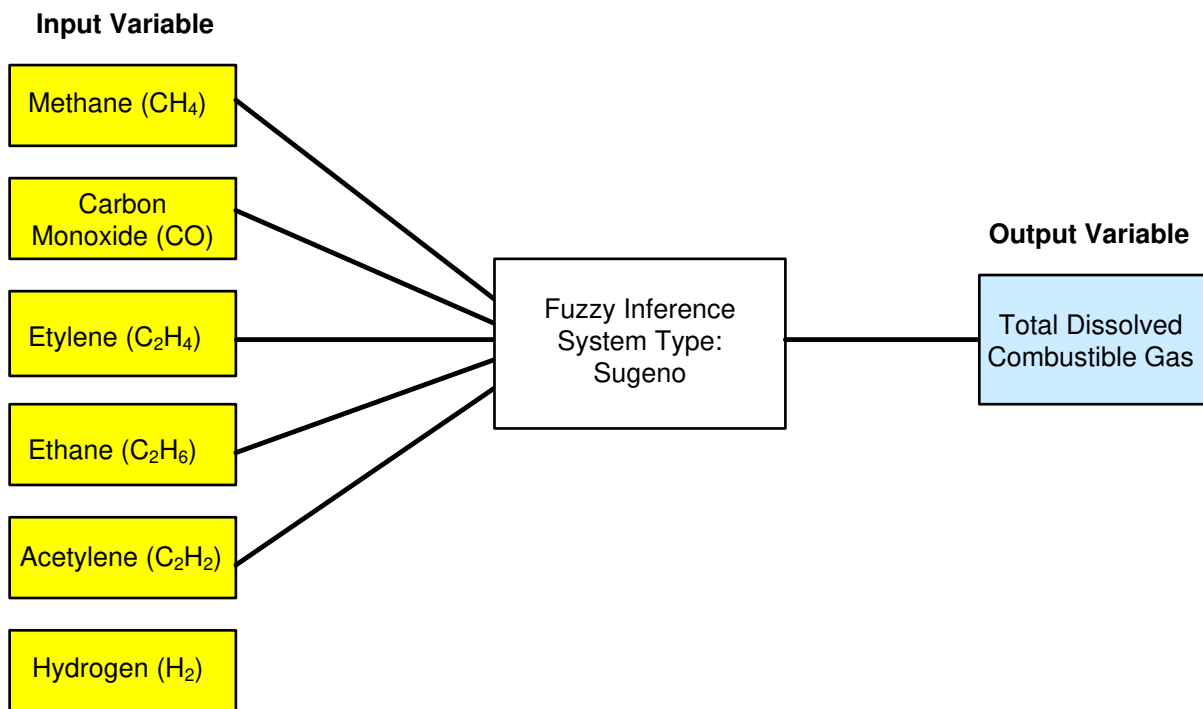 Input Variable
Methane (CH₄)
Carbon
Monoxide (CO)
Etylene (C₂H₄)
Ethane (C₂H₆)
Acetylene (C₂H₂)
Hydrogen (H₂)
Fuzzy Inference
System Type:
Sugeno
Output Variable
Total Dissolved
Combustible Gas